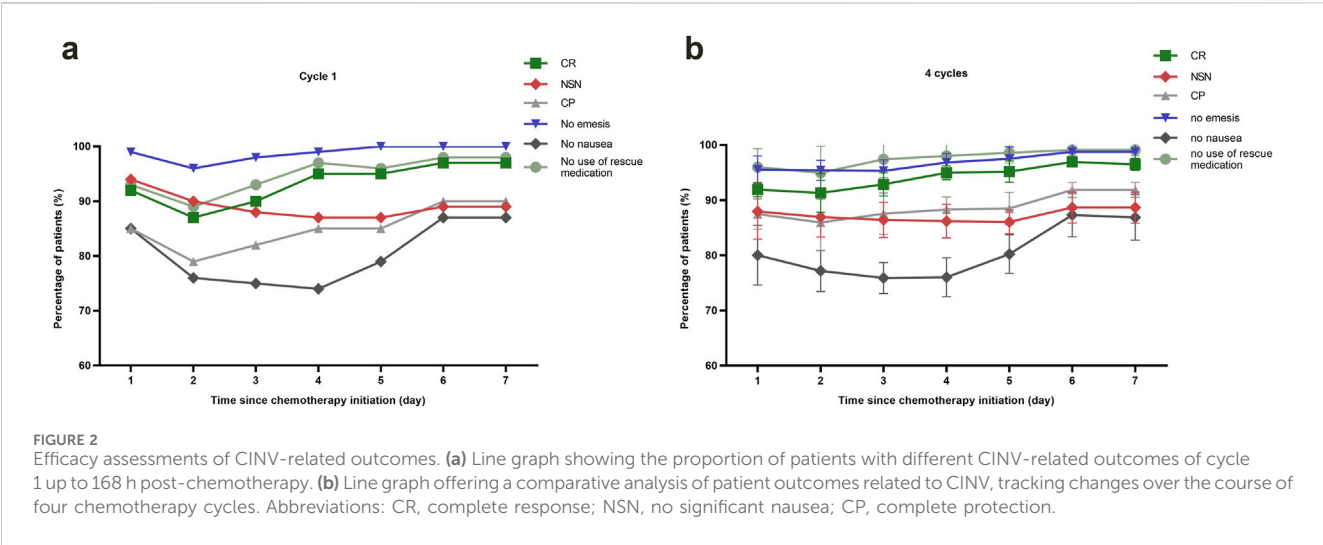 a
Cycle 1
CR
NSN
CP
No emesis
No nausea
No use of rescue
medication
Percentage of patients (%)
100
90
80
70
60
1 2 3 4 5 6 7
Time since chemotherapy initiation (day)
b
4 cycles
CR
NSN
CP
no emesis
no nausea
no use of rescue
medication
Percentage of patients (%)
100
90
80
70
60
1 2 3 4 5 6 7
Time since chemotherapy initiation (day)
FIGURE 2
Efficacy assessments of CINV-related outcomes. (a) Line graph showing the proportion of patients with different CINV-related outcomes of cycle
1 up to 168 h post-chemotherapy. (b) Line graph offering a comparative analysis of patient outcomes related to CINV, tracking changes over the course of
four chemotherapy cycles. Abbreviations: CR, complete response; NSN, no significant nausea; CP, complete protection.